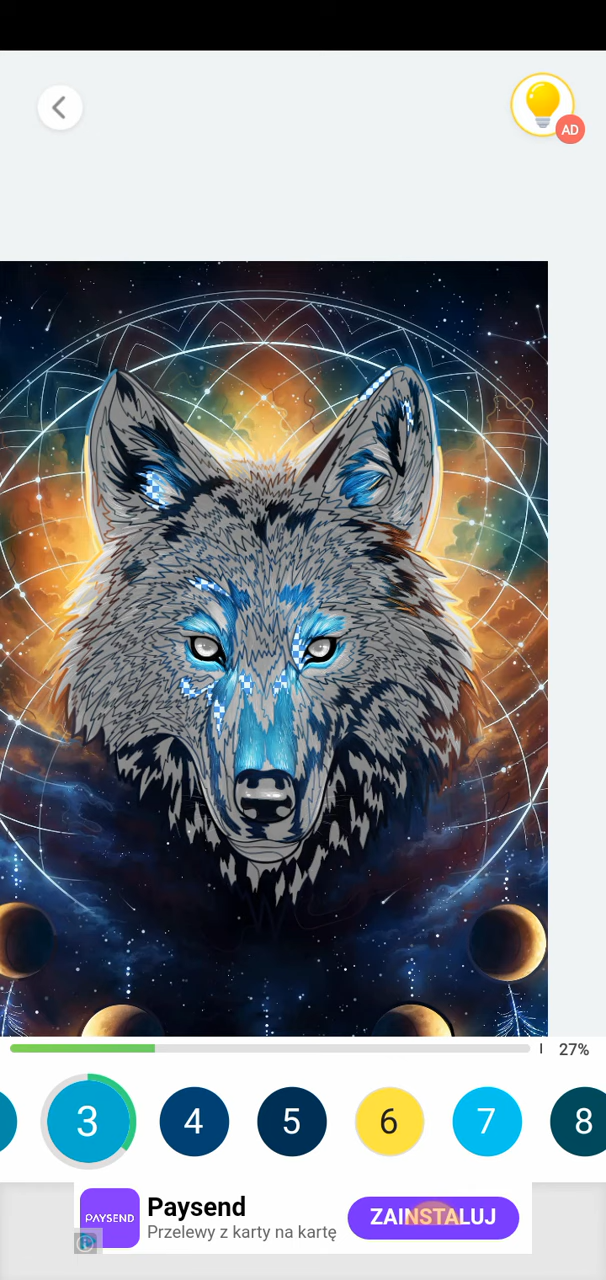 AD
27%
3
4
5
6
7
8
PAYSEND
Paysend
Przelewy z karty na kartę
ZAINSTALUJ